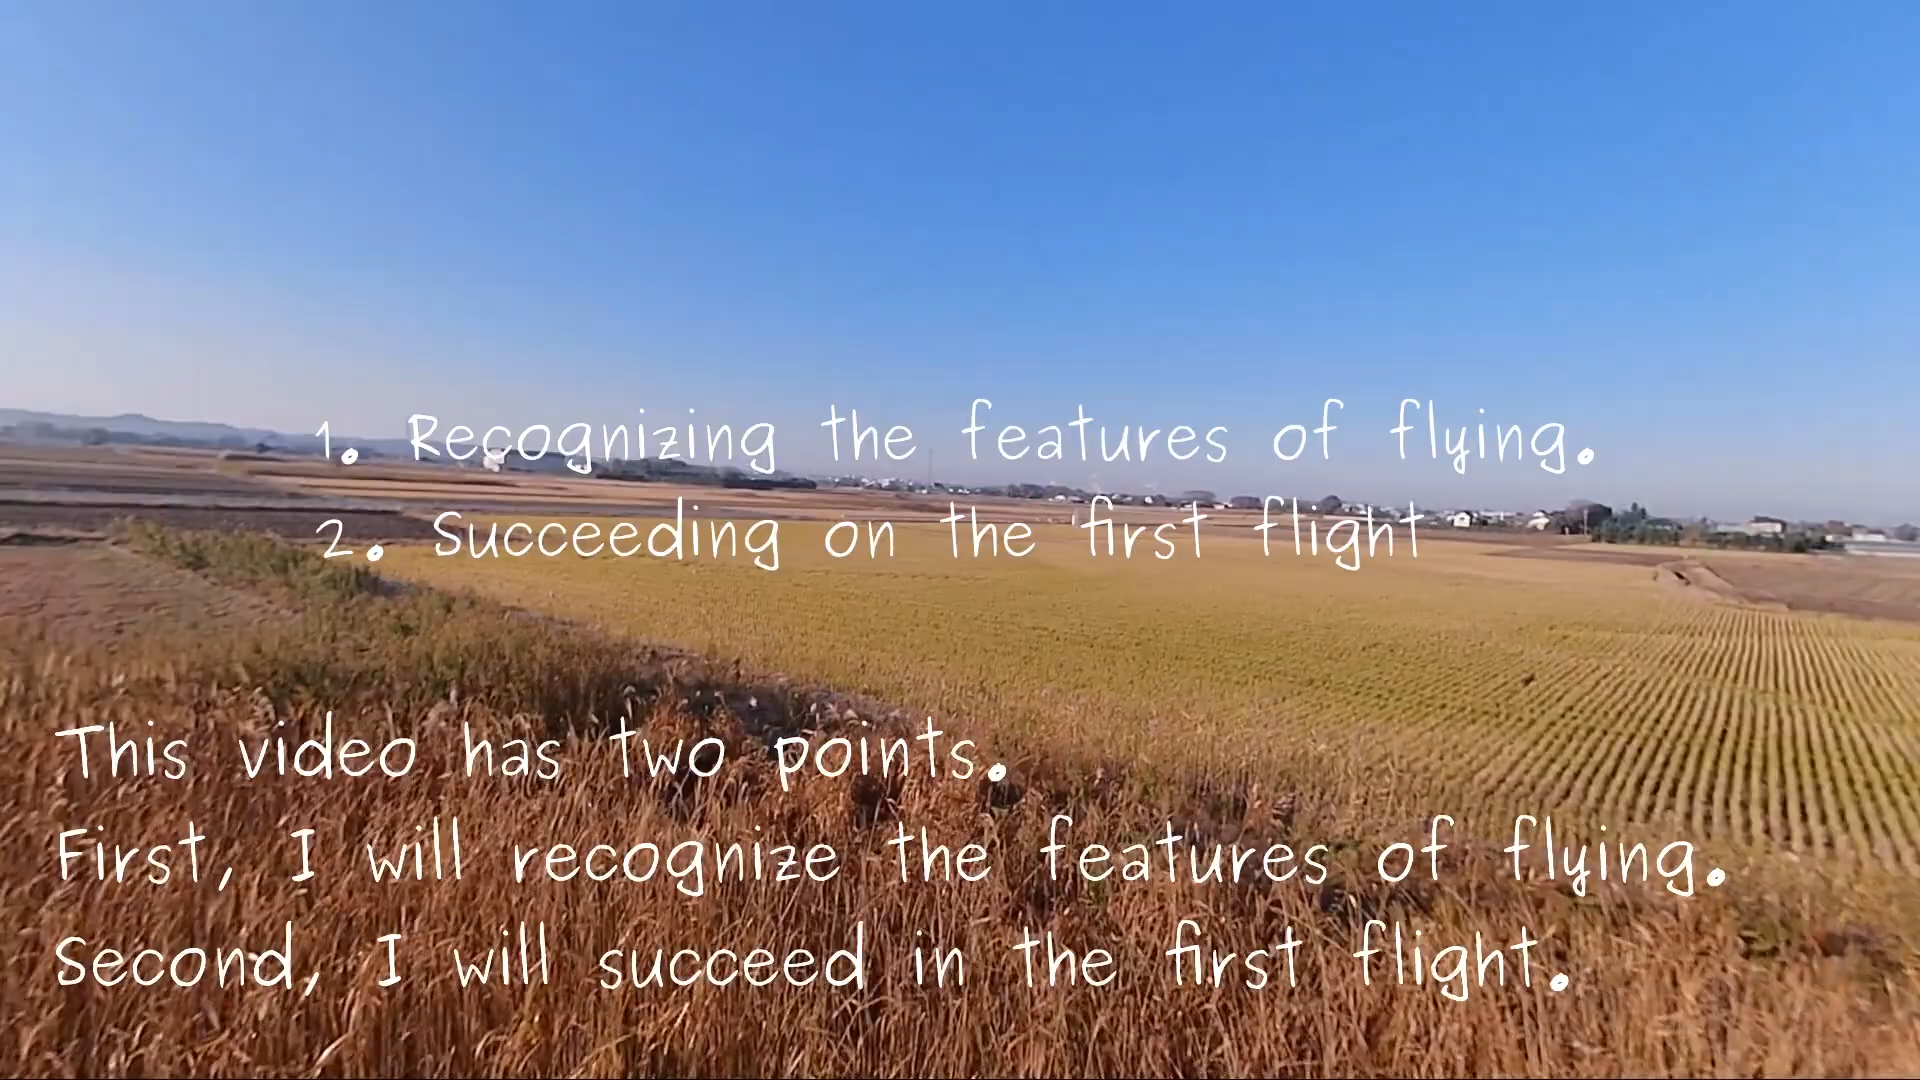 1. Recognizing the features of flying.
2. Succeeding on the first flight
This video has two points.
First, I will recognize the features of flying.
Second, I will succeed in the first flight.